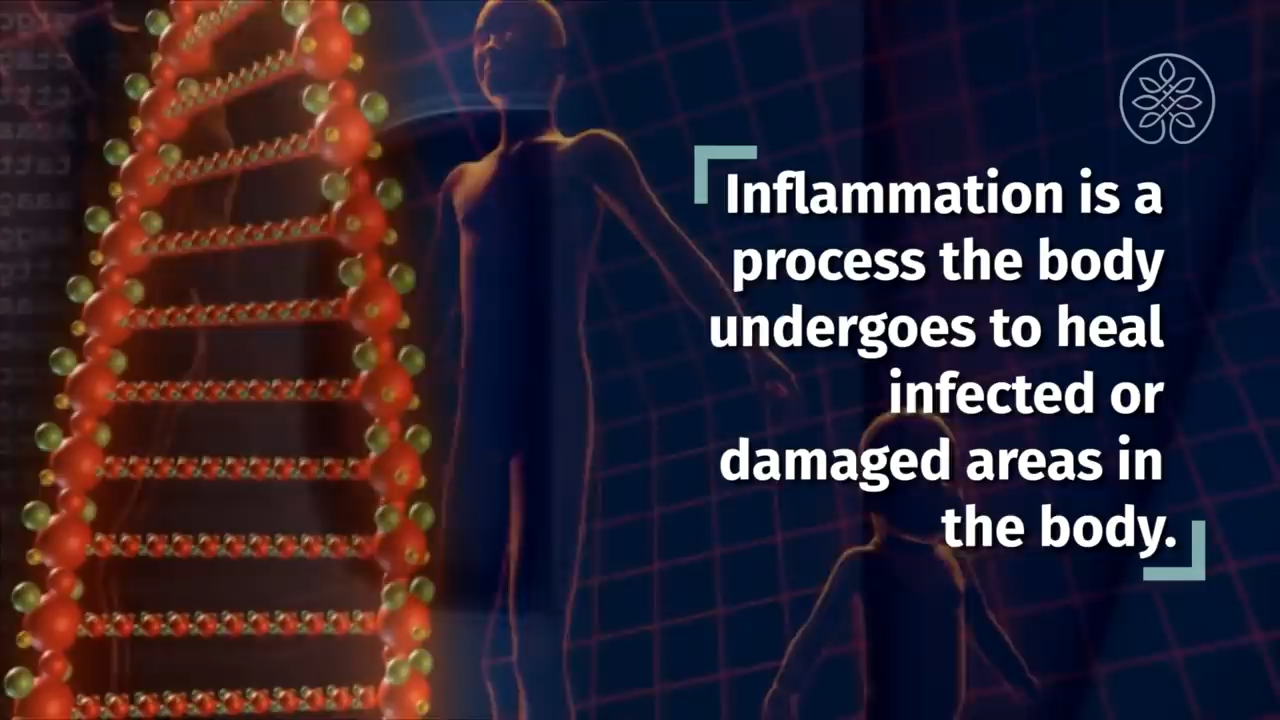 Inflammation is a
process the body
undergoes to heal
infected or
damaged areas in
the body.